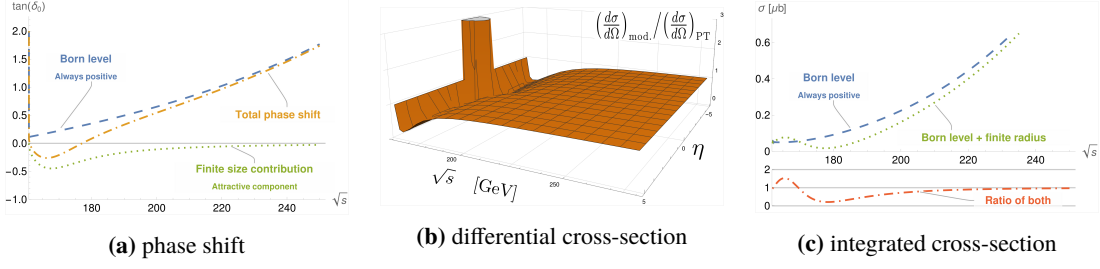 tan(δ₀)
2.0
1.5
1.0
0.5
0.0
-0.5
-1.0
Born level
Always positive
Total phase shift
Finite size contribution
Attractive component
180
200
220
240
√s
(a) phase shift
(dσ/dΩ)mod./(dσ/dΩ)PT
3
2
1
0
-5
0
5
η
200
250
√s [GeV]
(b) differential cross-section
σ [μb]
0.6
0.4
0.2
0
Born level
Always positive
Born level + finite radius
180
200
220
240
√s
2
1
0
Ratio of both
(c) integrated cross-section